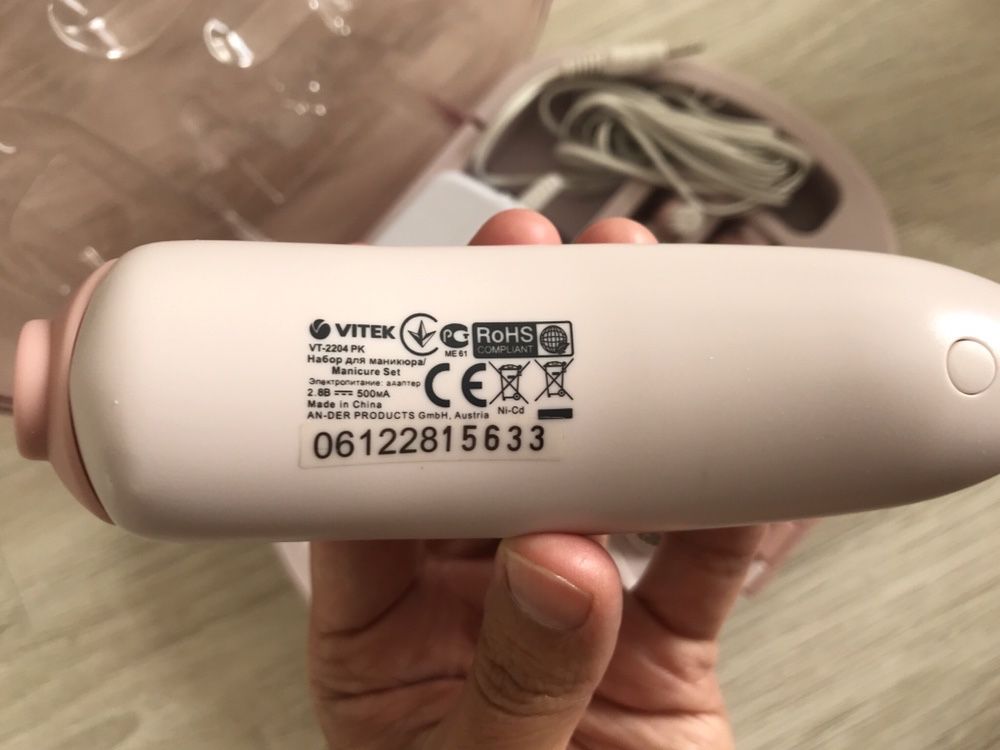 VITEK
VT-2204 PK
Набор для маникюра/
Manicure Set
Электропитание: адаптер
2.8В 500мА
Made in China
AN-DER PRODUCTS GmbH, Austria
РСТ
ME 61
RoHS
COMPLIANT
CE
Ni-Cd
06122815633